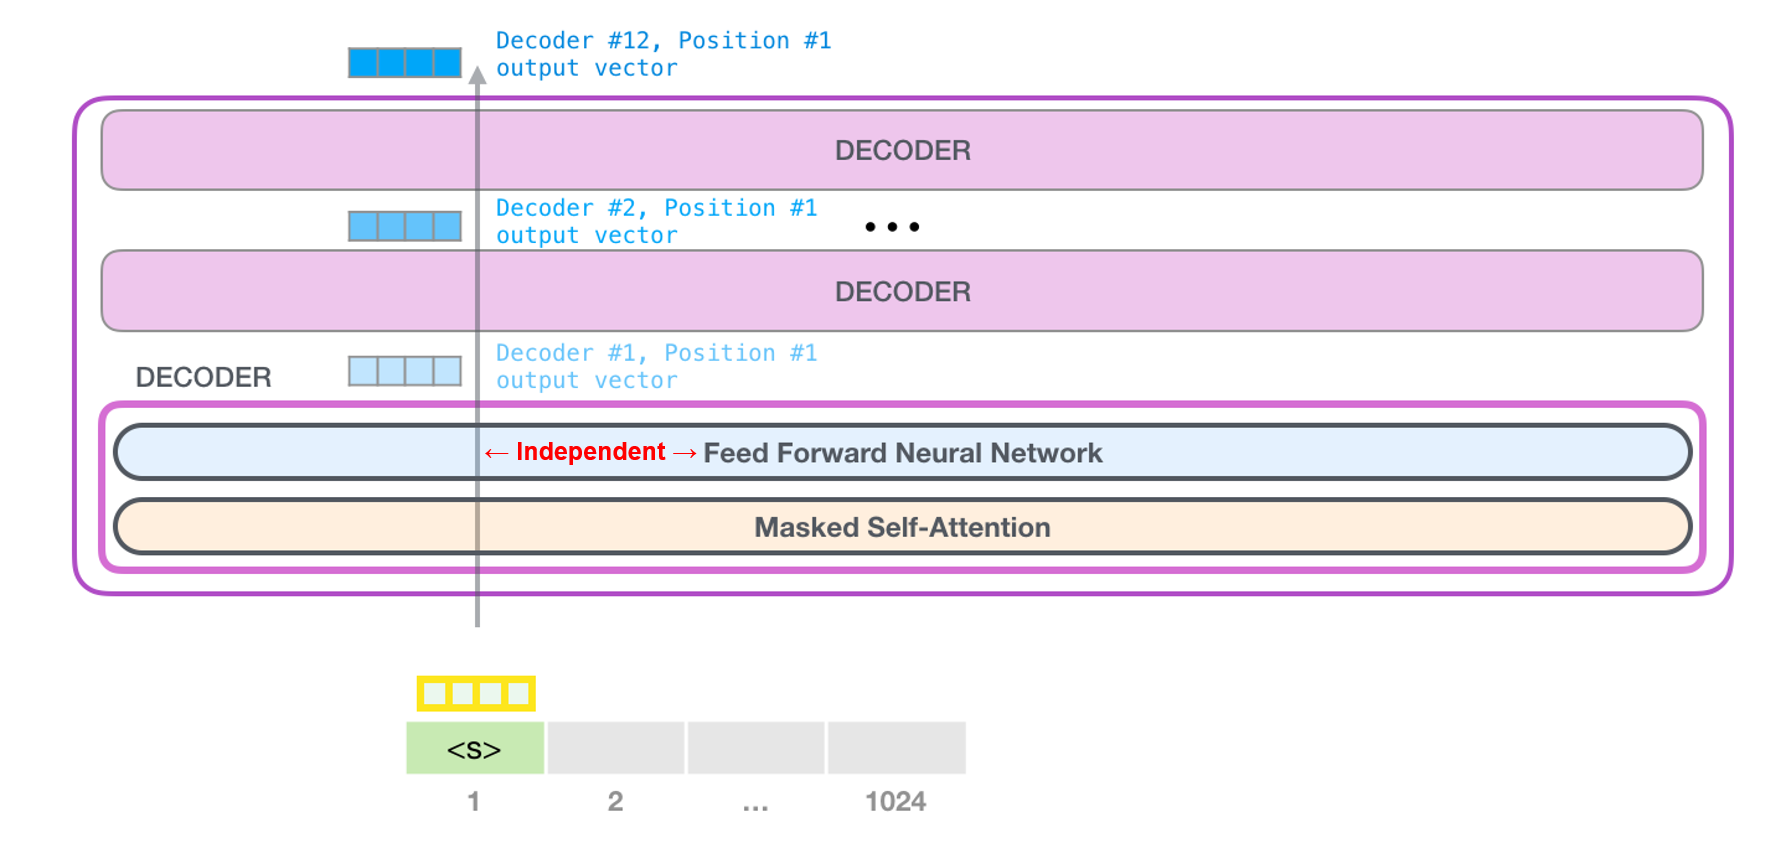 Decoder #12, Position #1
output vector
DECODER
Decoder #2, Position #1
output vector
...
DECODER
Decoder #1, Position #1
output vector
DECODER
← Independent → Feed Forward Neural Network
Masked Self-Attention
<s>
1 2 ... 1024